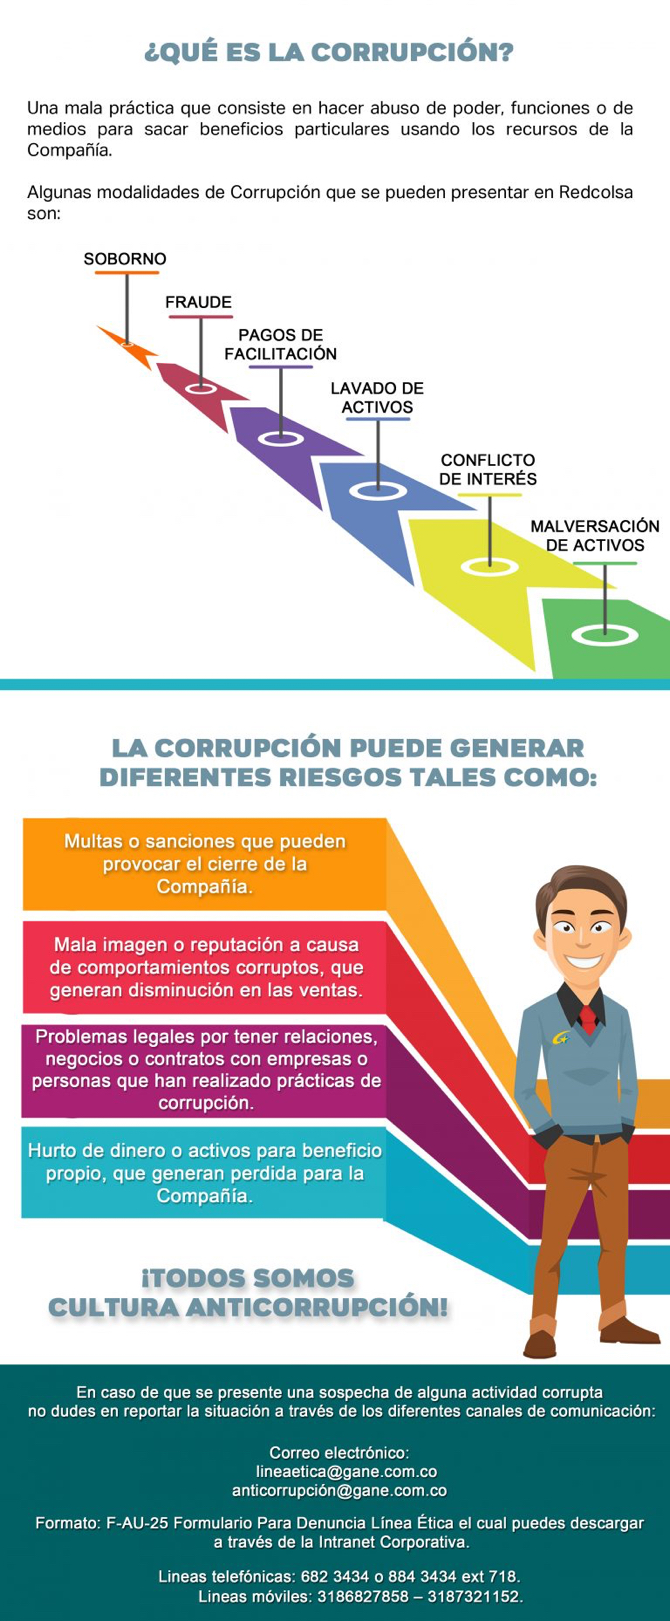 ¿QUÉ ES LA CORRUPCIÓN?
Una mala práctica que consiste en hacer abuso de poder, funciones o de
medios para sacar beneficios particulares usando los recursos de la
Compañía.
Algunas modalidades de Corrupción que se pueden presentar en Redcolsa
son:
SOBORNO
FRAUDE
PAGOS DE
FACILITACIÓN
LAVADO DE
ACTIVOS
CONFLICTO
DE INTERÉS
MALVERSACIÓN
DE ACTIVOS
LA CORRUPCIÓN PUEDE GENERAR
DIFERENTES RIESGOS TALES COMO:
Multas o sanciones que pueden
provocar el cierre de la
Compañía.
Mala imagen o reputación a causa
de comportamientos corruptos, que
generan disminución en las ventas.
Problemas legales por tener relaciones,
negocios o contratos con empresas o
personas que han realizado prácticas de
corrupción.
Hurto de dinero o activos para beneficio
propio, que generan perdida para la
Compañía.
¡TODOS SOMOS
CULTURA ANTICORRUPCIÓN!
En caso de que se presente una sospecha de alguna actividad corrupta
no dudes en reportar la situación a través de los diferentes canales de comunicación:
Correo electrónico:
lineaetica@gane.com.co
anticorrupción@gane.com.co
Formato: F-AU-25 Formulario Para Denuncia Línea Ética el cual puedes descargar
a través de la Intranet Corporativa.
Lineas telefónicas: 682 3434 o 884 3434 ext 718.
Lineas móviles: 3186827858 – 3187321152.